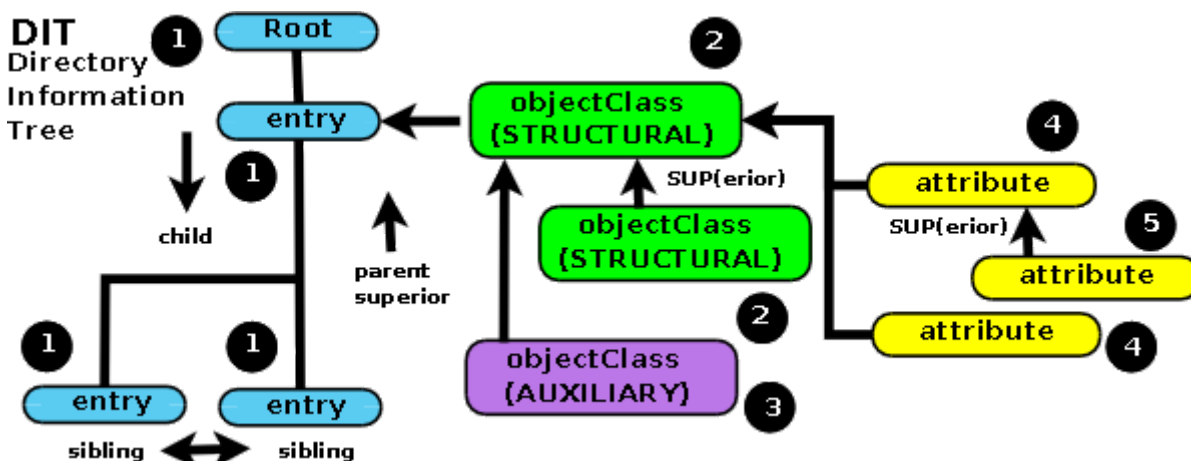 DIT
Directory
Information
Tree
1
Root
1
entry
child
parent
superior
1
entry
1
entry
sibling
sibling
2
objectClass
(STRUCTURAL)
SUP(erior)
objectClass
(STRUCTURAL)
2
objectClass
(AUXILIARY)
3
4
attribute
SUP(erior)
5
attribute
attribute
4